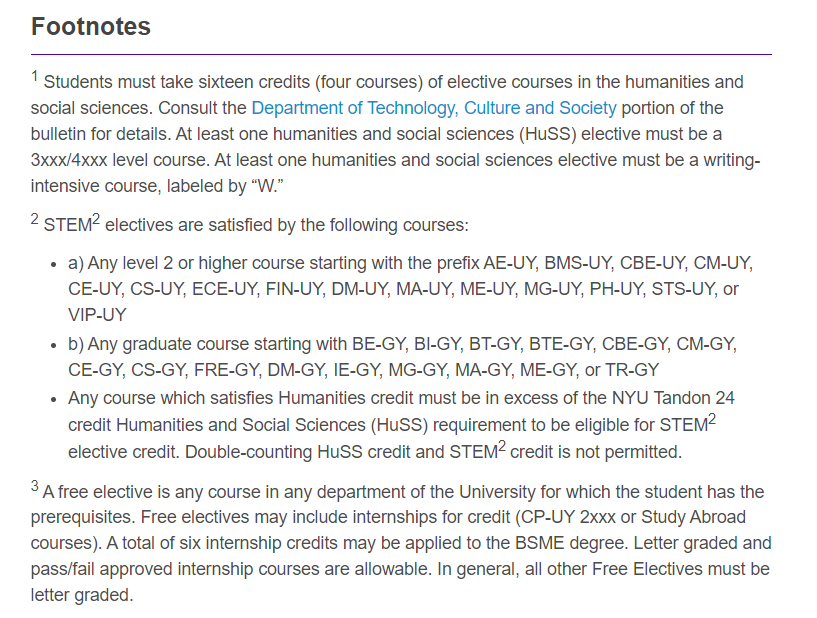 Footnotes
1 Students must take sixteen credits (four courses) of elective courses in the humanities and
social sciences. Consult the Department of Technology, Culture and Society portion of the
bulletin for details. At least one humanities and social sciences (HuSS) elective must be a
3xxx/4xxx level course. At least one humanities and social sciences elective must be a writing-
intensive course, labeled by “W.”
2 STEM2 electives are satisfied by the following courses:
• a) Any level 2 or higher course starting with the prefix AE-UY, BMS-UY, CBE-UY, CM-UY,
CE-UY, CS-UY, ECE-UY, FIN-UY, DM-UY, MA-UY, ME-UY, MG-UY, PH-UY, STS-UY, or
VIP-UY
• b) Any graduate course starting with BE-GY, BI-GY, BT-GY, BTE-GY, CBE-GY, CM-GY,
CE-GY, CS-GY, FRE-GY, DM-GY, IE-GY, MG-GY, MA-GY, ME-GY, or TR-GY
• Any course which satisfies Humanities credit must be in excess of the NYU Tandon 24
credit Humanities and Social Sciences (HuSS) requirement to be eligible for STEM2
elective credit. Double-counting HuSS credit and STEM2 credit is not permitted.
3 A free elective is any course in any department of the University for which the student has the
prerequisites. Free electives may include internships for credit (CP-UY 2xxx or Study Abroad
courses). A total of six internship credits may be applied to the BSME degree. Letter graded and
pass/fail approved internship courses are allowable. In general, all other Free Electives must be
letter graded.